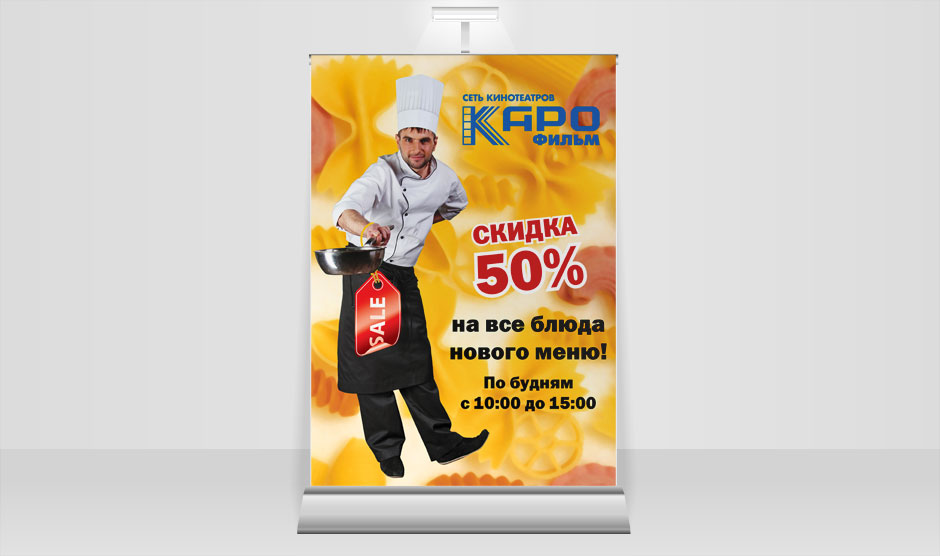 СЕТЬ КИНОТЕАТРОВ
КАРО
ФИЛЬМ
СКИДКА
50%
SALE
на все блюда
нового меню!
По будням
с 10:00 до 15:00